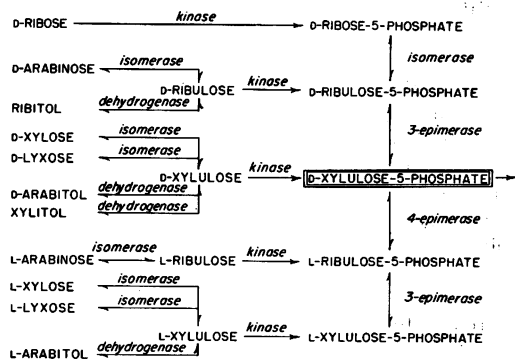 D-RIBOSE kinase D-RIBOSE-5-PHOSPHATE
isomerase
D-ARABINOSE isomerase
D-RIBULOSE kinase D-RIBULOSE-5-PHOSPHATE
RIBITOL dehydrogenase
3-epimerase
D-XYLOSE isomerase
D-LYXOSE isomerase
D-XYLULOSE kinase D-XYLULOSE-5-PHOSPHATE
D-ARABITOL dehydrogenase
XYLITOL dehydrogenase
4-epimerase
L-ARABINOSE isomerase L-RIBULOSE kinase L-RIBULOSE-5-PHOSPHATE
L-XYLOSE isomerase
3-epimerase
L-LYXOSE isomerase
L-XYLULOSE kinase L-XYLULOSE-5-PHOSPHATE
L-ARABITOL dehydrogenase